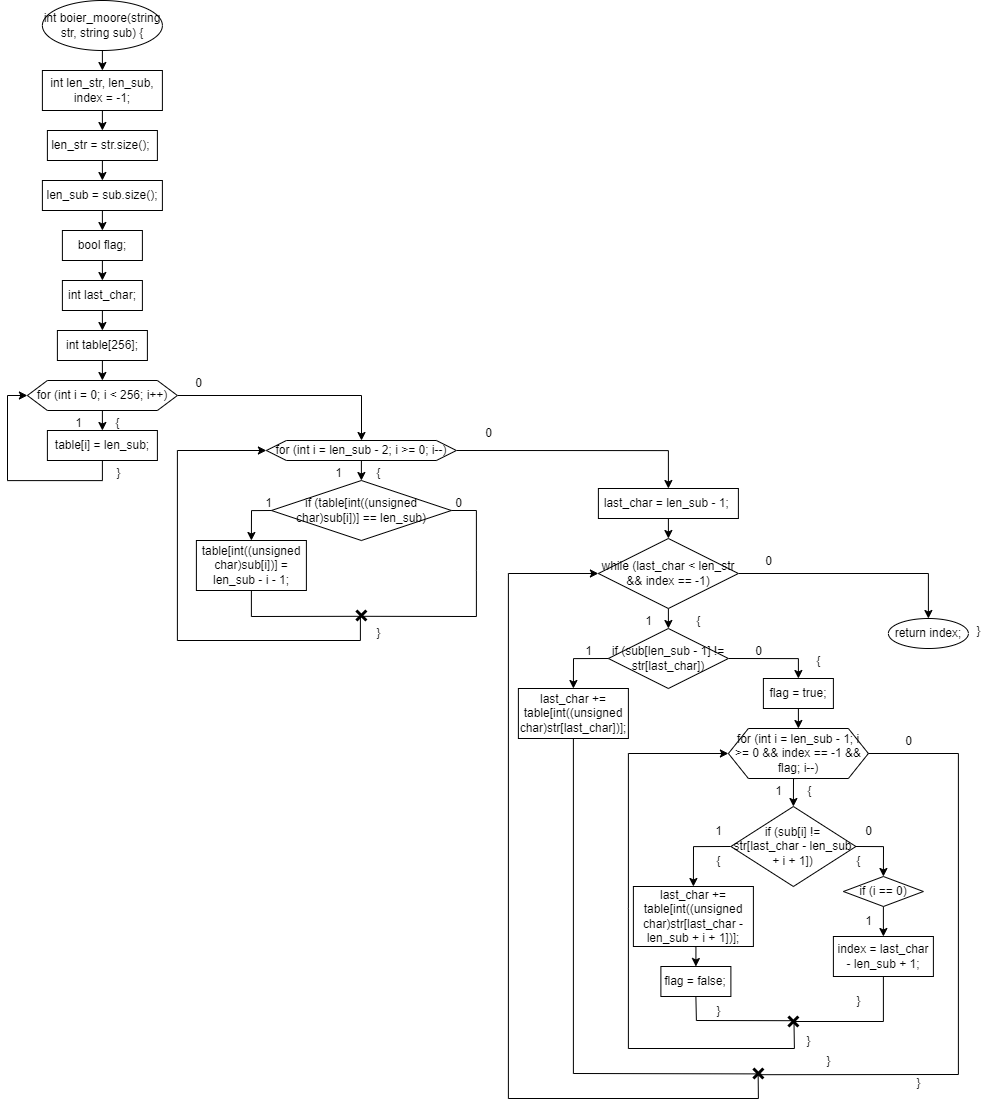 int boier_moore(string
str, string sub) {
int len_str, len_sub,
index = -1;
len_str = str.size();
len_sub = sub.size();
bool flag;
int last_char;
int table[256];
for (int i = 0; i < 256; i++)
0
1 {
table[i] = len_sub;
}
for (int i = len_sub - 2; i >= 0; i--)
0
1 {
if (table[int((unsigned
char)sub[i])] == len_sub)
1
0
table[int((unsigned
char)sub[i])] =
len_sub - i - 1;
}
last_char = len_sub - 1;
while (last_char < len_str
&& index == -1)
0
return index;
}
1 {
if (sub[len_sub - 1] !=
str[last_char])
1
0
{
last_char +=
table[int((unsigned
char)str[last_char])];
flag = true;
for (int i = len_sub - 1; i
>= 0 && index == -1 &&
flag; i--)
0
1 {
if (sub[i] !=
str[last_char - len_sub
+ i + 1])
1
{
0
{
last_char +=
table[int((unsigned
char)str[last_char -
len_sub + i + 1])];
flag = false;
}
if (i == 0)
1
index = last_char
- len_sub + 1;
}
}
}
}